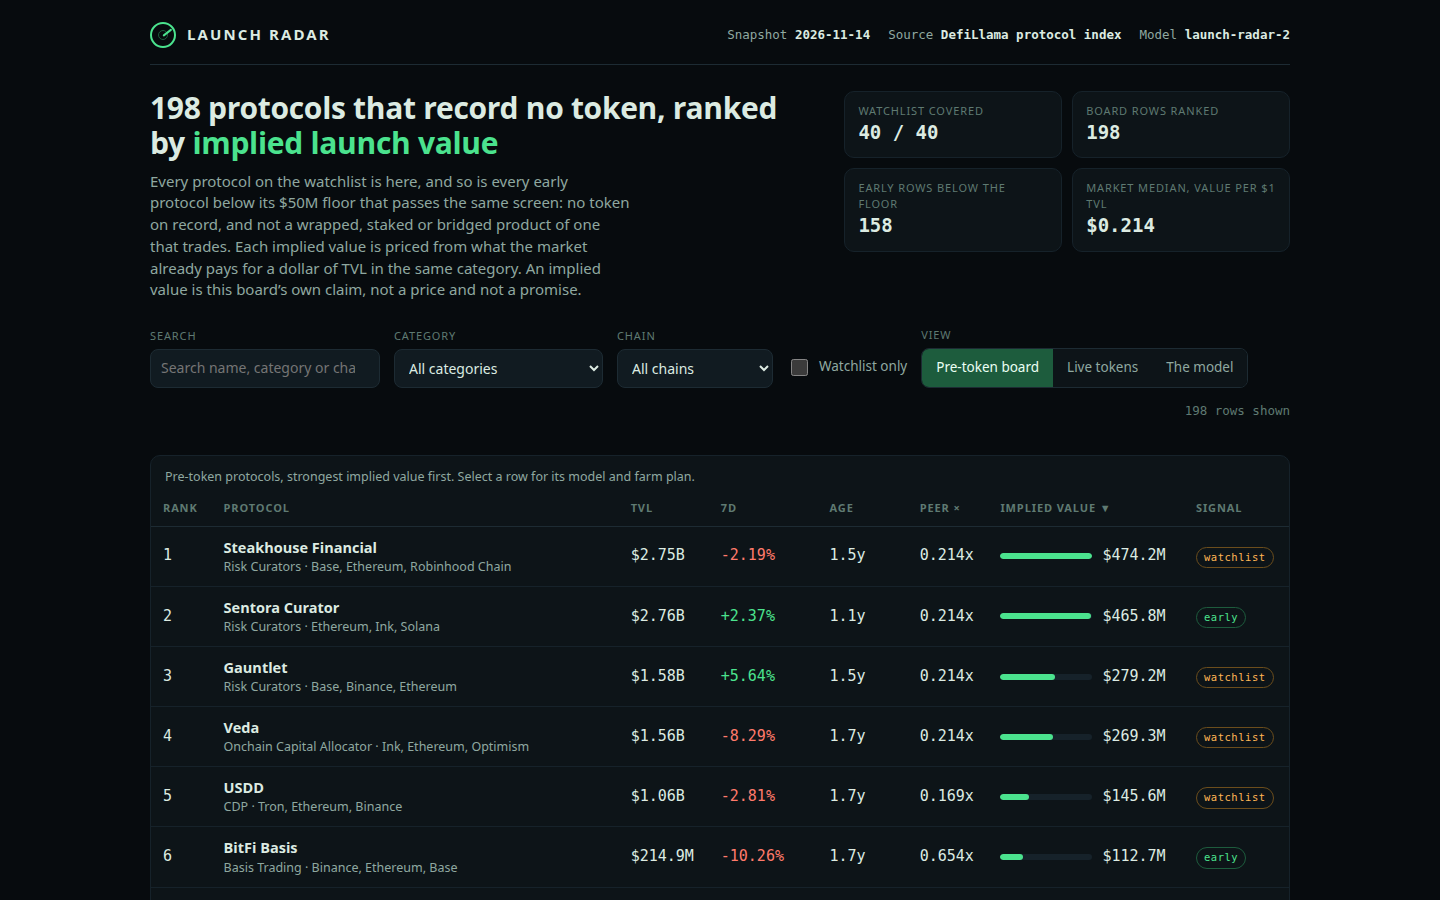 LAUNCH RADAR
Snapshot 2026-11-14 Source DefiLlama protocol index Model launch-radar-2
198 protocols that record no token, ranked
by implied launch value
Every protocol on the watchlist is here, and so is every early
protocol below its $50M floor that passes the same screen: no token
on record, and not a wrapped, staked or bridged product of one
that trades. Each implied value is priced from what the market
already pays for a dollar of TVL in the same category. An implied
value is this board's own claim, not a price and not a promise.
WATCHLIST COVERED
40 / 40
BOARD ROWS RANKED
198
EARLY ROWS BELOW THE
FLOOR
158
MARKET MEDIAN, VALUE PER $1
TVL
$0.214
SEARCH
Search name, category or cha
CATEGORY
All categories
CHAIN
All chains
Watchlist only
VIEW
Pre-token board Live tokens The model
198 rows shown
Pre-token protocols, strongest implied value first. Select a row for its model and farm plan.
RANK PROTOCOL TVL 7D AGE PEER × IMPLIED VALUE ▼ SIGNAL
1 Steakhouse Financial $2.75B -2.19% 1.5y 0.214x $474.2M watchlist
Risk Curators · Base, Ethereum, Robinhood Chain
2 Sentora Curator $2.76B +2.37% 1.1y 0.214x $465.8M early
Risk Curators · Ethereum, Ink, Solana
3 Gauntlet $1.58B +5.64% 1.5y 0.214x $279.2M watchlist
Risk Curators · Base, Binance, Ethereum
4 Veda $1.56B -8.29% 1.7y 0.214x $269.3M watchlist
Onchain Capital Allocator · Ink, Ethereum, Optimism
5 USDD $1.06B -2.81% 1.7y 0.169x $145.6M watchlist
CDP · Tron, Ethereum, Binance
6 BitFi Basis $214.9M -10.26% 1.7y 0.654x $112.7M early
Basis Trading · Binance, Ethereum, Base